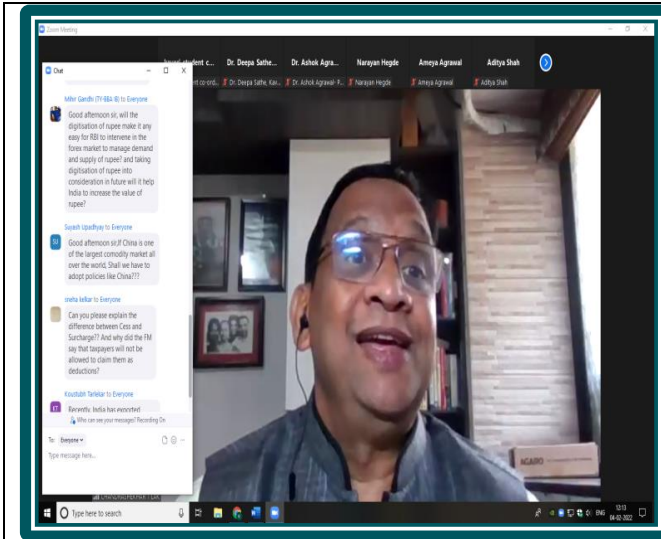 Zoom Meeting
Dr. Deepa Sathe...
Dr. Ashok Agra...
Narayan Hegde
Ameya Agrawal
Aditya Shah
Dr. Deepa Sathe, Kav...
Dr. Ashok Agrawal- P...
Narayan Hegde
Ameya Agrawal
Aditya Shah
Chat
Mihir Gandhi (TY-BBA IB) to Everyone
Good afternoon sir, will the
digitisation of rupee make it any
easy for RBI to intervene in the
forex market to manage demand
and supply of rupee? and taking
digitisation of rupee into
consideration in future will it help
India to increase the value of
rupee?
Suyash Upadhyay to Everyone
SU
Good afternoon sir,If China is one
of the largest comodity market all
over the world, Shall we have to
adopt policies like China???
sneha kelkar to Everyone
Can you please explain the
difference between Cess and
Surcharge?? And why did the FM
say that taxpayers will not be
allowed to claim them as
deductions?
Koustubh Tarlekar to Everyone
KT
Recently, India has exported
Who can see your messages? Recording On
To: Everyone
Type message here...
AGARO
Type here to search
ENG
12:13
04-02-2022